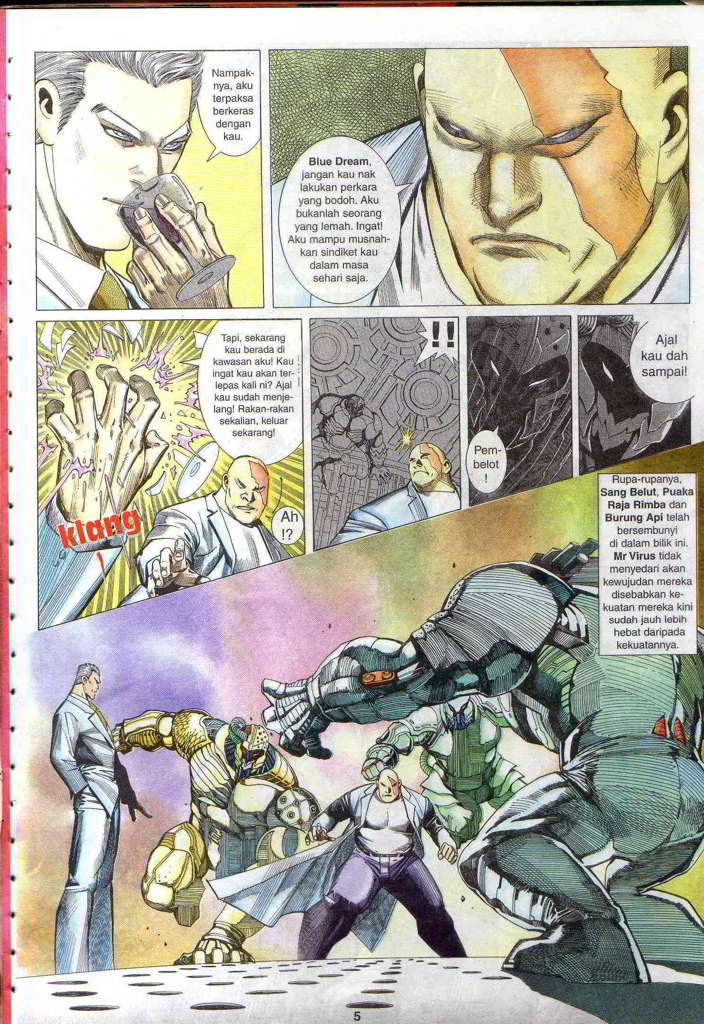 Nampak-
nya, aku
terpaksa
berkeras
dengan
kau.
Blue Dream,
jangan kau nak
lakukan perkara
yang bodoh. Aku
bukanlah seorang
yang lemah. Ingat!
Aku mampu musnah-
kan sindiket kau
dalam masa
sehari saja.
Tapi, sekarang
kau berada di
kawasan aku! Kau
ingat kau akan ter-
lepas kali ni? Ajal
kau sudah menje-
lang! Rakan-rakan
sekalian, keluar
sekarang!
klang
Ah
!?
!!
Pem-
belot
!
Ajal
kau dah
sampai!
Rupa-rupanya,
Sang Belut, Puaka
Raja Rimba dan
Burung Api telah
bersembunyi
di dalam bilik ini.
Mr Virus tidak
menyedari akan
kewujudan mereka
disebabkan ke-
kuatan mereka kini
sudah jauh lebih
hebat daripada
kekuatannya.
5